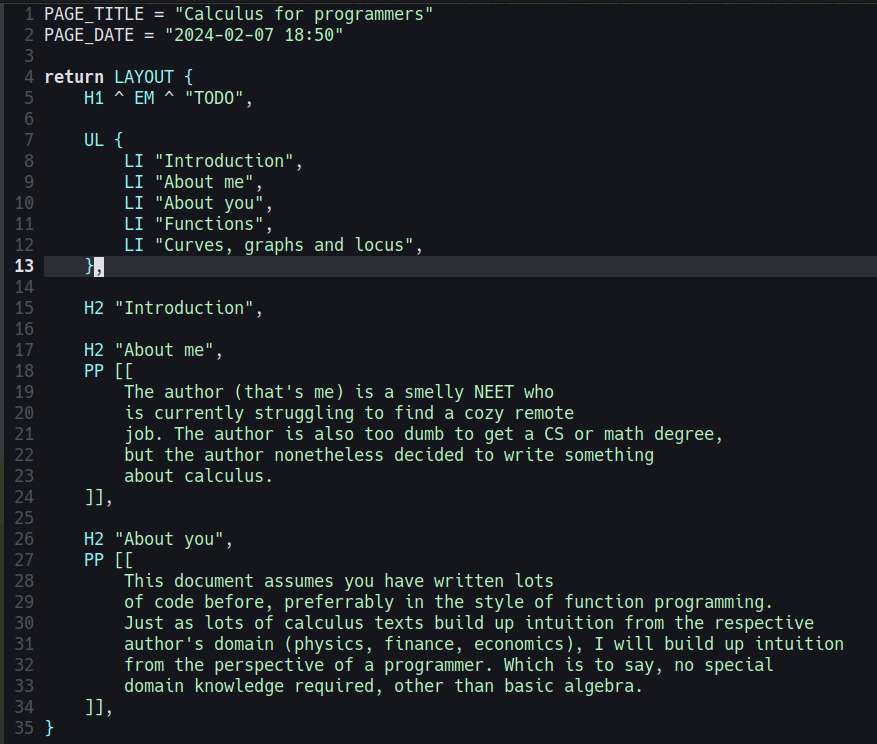 1 PAGE_TITLE = "Calculus for programmers"
2 PAGE_DATE = "2024-02-07 18:50"
3
4 return LAYOUT {
5     H1 ^ EM ^ "TODO",
6
7     UL {
8         LI "Introduction",
9         LI "About me",
10         LI "About you",
11         LI "Functions",
12         LI "Curves, graphs and locus",
13     },
14
15     H2 "Introduction",
16
17     H2 "About me",
18     PP [[
19         The author (that's me) is a smelly NEET who
20         is currently struggling to find a cozy remote
21         job. The author is also too dumb to get a CS or math degree,
22         but the author nonetheless decided to write something
23         about calculus.
24     ]],
25
26     H2 "About you",
27     PP [[
28         This document assumes you have written lots
29         of code before, preferrably in the style of function programming.
30         Just as lots of calculus texts build up intuition from the respective
31         author's domain (physics, finance, economics), I will build up intuition
32         from the perspective of a programmer. Which is to say, no special
33         domain knowledge required, other than basic algebra.
34     ]],
35 }